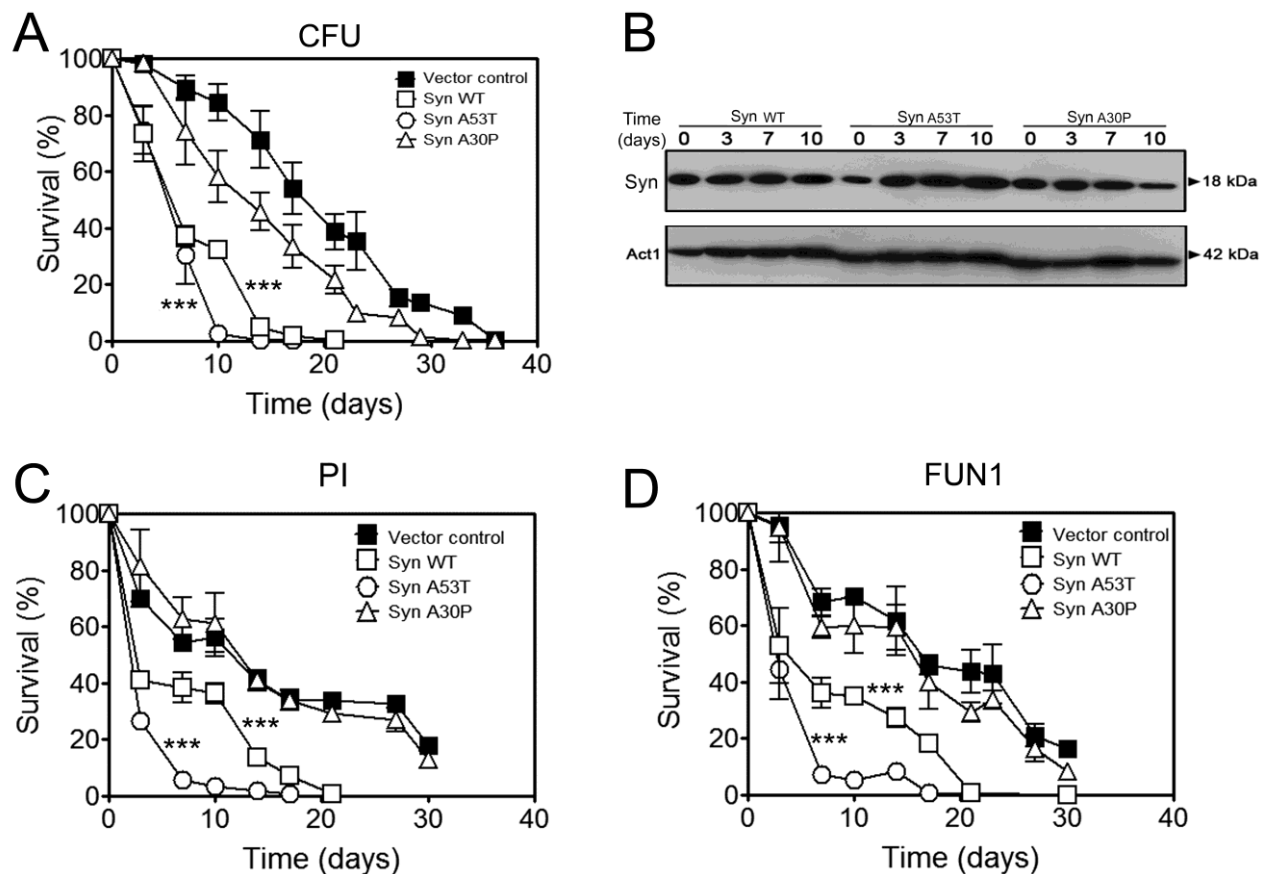 A
CFU
Survival (%)
100
80
60
40
20
0
0 10 20 30 40
Time (days)
Vector control
Syn WT
Syn A53T
Syn A30P
***
***
B
Time (days)
Syn WT Syn A53T Syn A30P
0 3 7 10 0 3 7 10 0 3 7 10
Syn 18 kDa
Act1 42 kDa
C
PI
Survival (%)
100
80
60
40
20
0
0 10 20 30 40
Time (days)
Vector control
Syn WT
Syn A53T
Syn A30P
***
***
D
FUN1
Survival (%)
100
80
60
40
20
0
0 10 20 30 40
Time (days)
Vector control
Syn WT
Syn A53T
Syn A30P
***
***